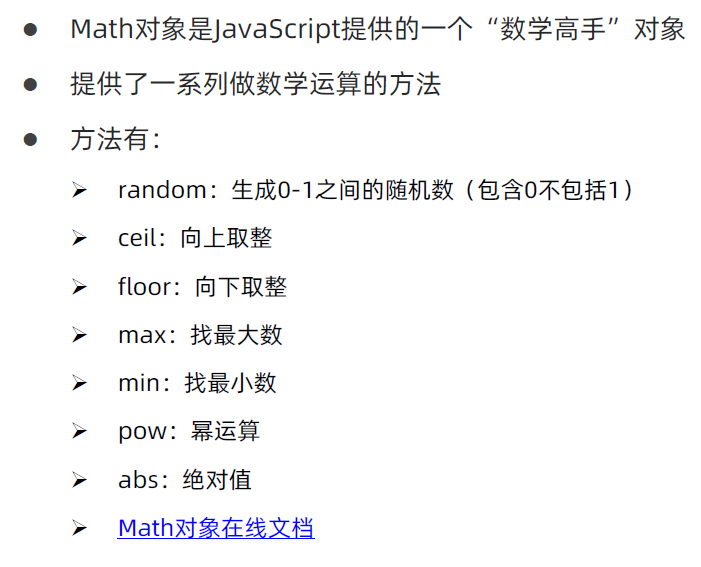 ● Math对象是JavaScript提供的一个“数学高手”对象
● 提供了一系列做数学运算的方法
● 方法有：
➢ random：生成0-1之间的随机数（包含0不包括1）
➢ ceil：向上取整
➢ floor：向下取整
➢ max：找最大数
➢ min：找最小数
➢ pow：幂运算
➢ abs：绝对值
➢ Math对象在线文档